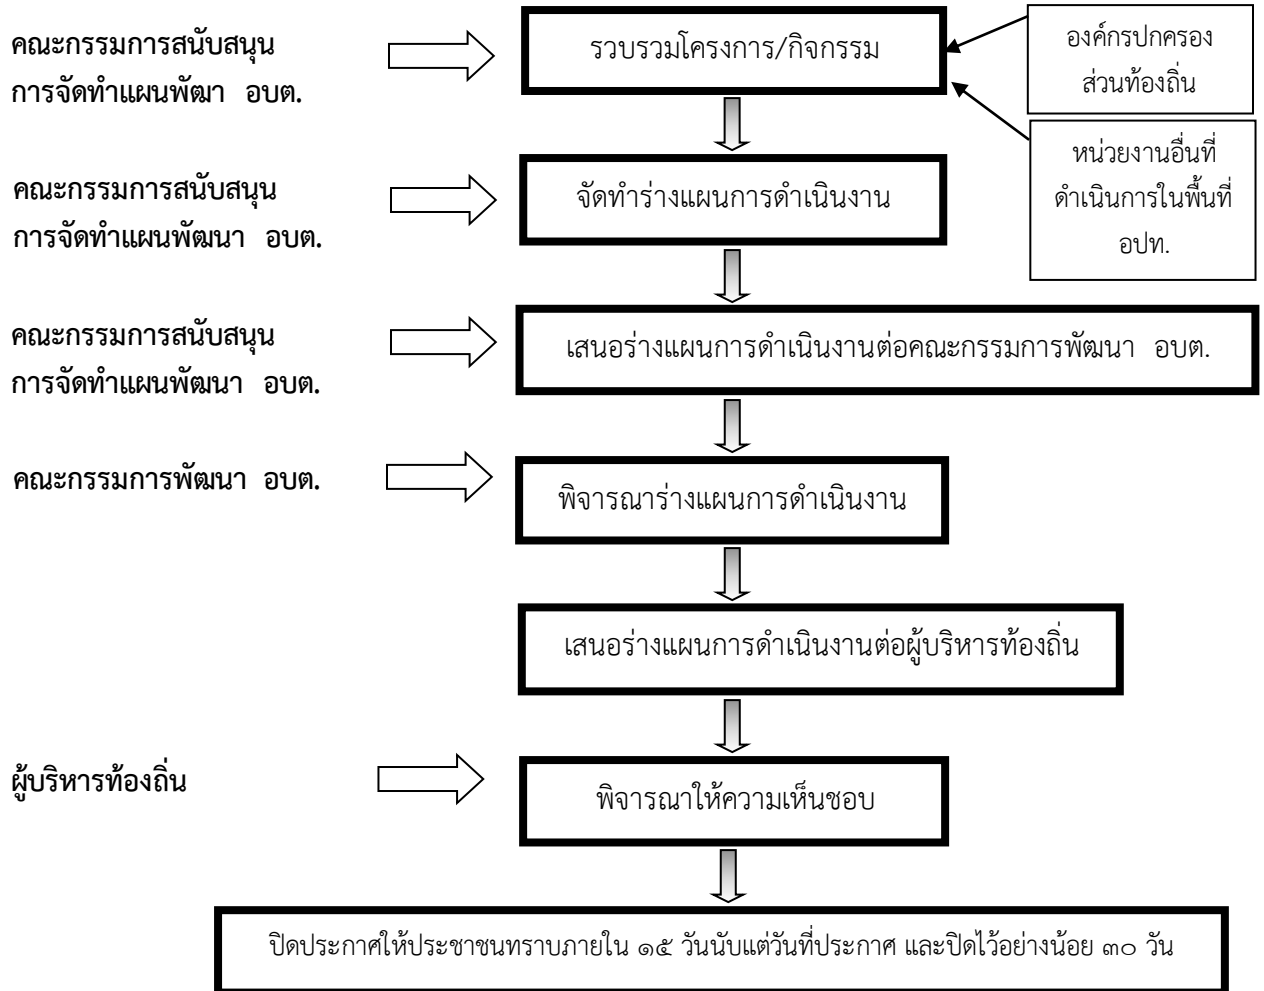 คณะกรรมการสนับสนุน
การจัดทำแผนพัฒา อบต.
รวบรวมโครงการ/กิจกรรม
องค์กรปกครอง
ส่วนท้องถิ่น
หน่วยงานอื่นที่
ดำเนินการในพื้นที่
อปท.
คณะกรรมการสนับสนุน
การจัดทำแผนพัฒนา อบต.
จัดทำร่างแผนการดำเนินงาน
คณะกรรมการสนับสนุน
การจัดทำแผนพัฒนา อบต.
เสนอร่างแผนการดำเนินงานต่อคณะกรรมการพัฒนา อบต.
คณะกรรมการพัฒนา อบต.
พิจารณาร่างแผนการดำเนินงาน
เสนอร่างแผนการดำเนินงานต่อผู้บริหารท้องถิ่น
ผู้บริหารท้องถิ่น
พิจารณาให้ความเห็นชอบ
ปิดประกาศให้ประชาชนทราบภายใน ๑๕ วันนับแต่วันที่ประกาศ และปิดไว้อย่างน้อย ๓๐ วัน